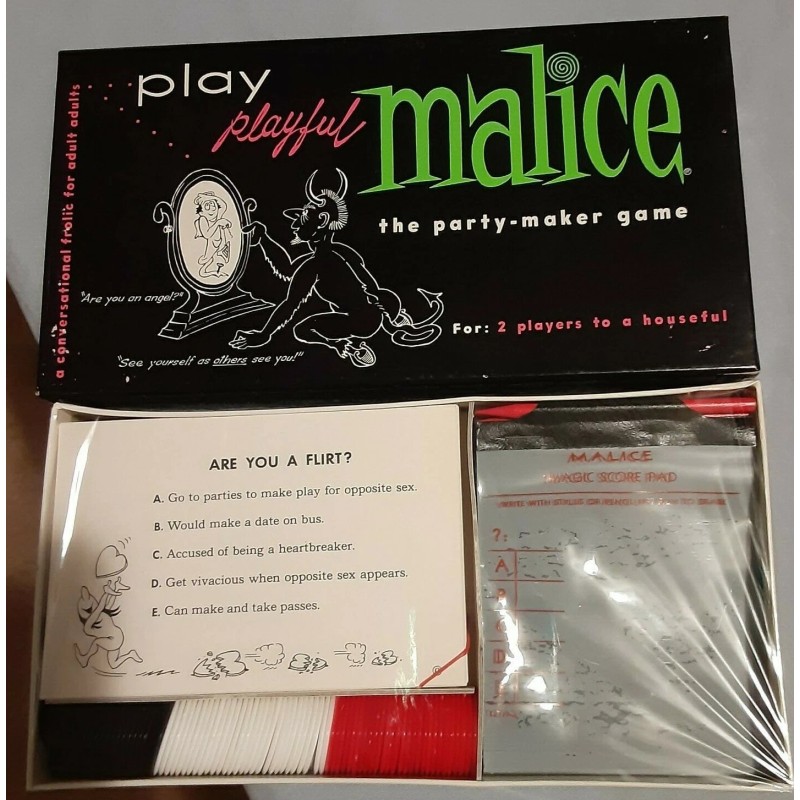 play
playful
malice
the party-maker game
a conversational frolic for adult adults
"Are you an angel?"
"See yourself as others see you!"
For: 2 players to a houseful
ARE YOU A FLIRT?
A. Go to parties to make play for opposite sex.
B. Would make a date on bus.
C. Accused of being a heartbreaker.
D. Get vivacious when opposite sex appears.
E. Can make and take passes.
MALICE
MAGIC SCORE PAD
?:
A
B
C
D
E